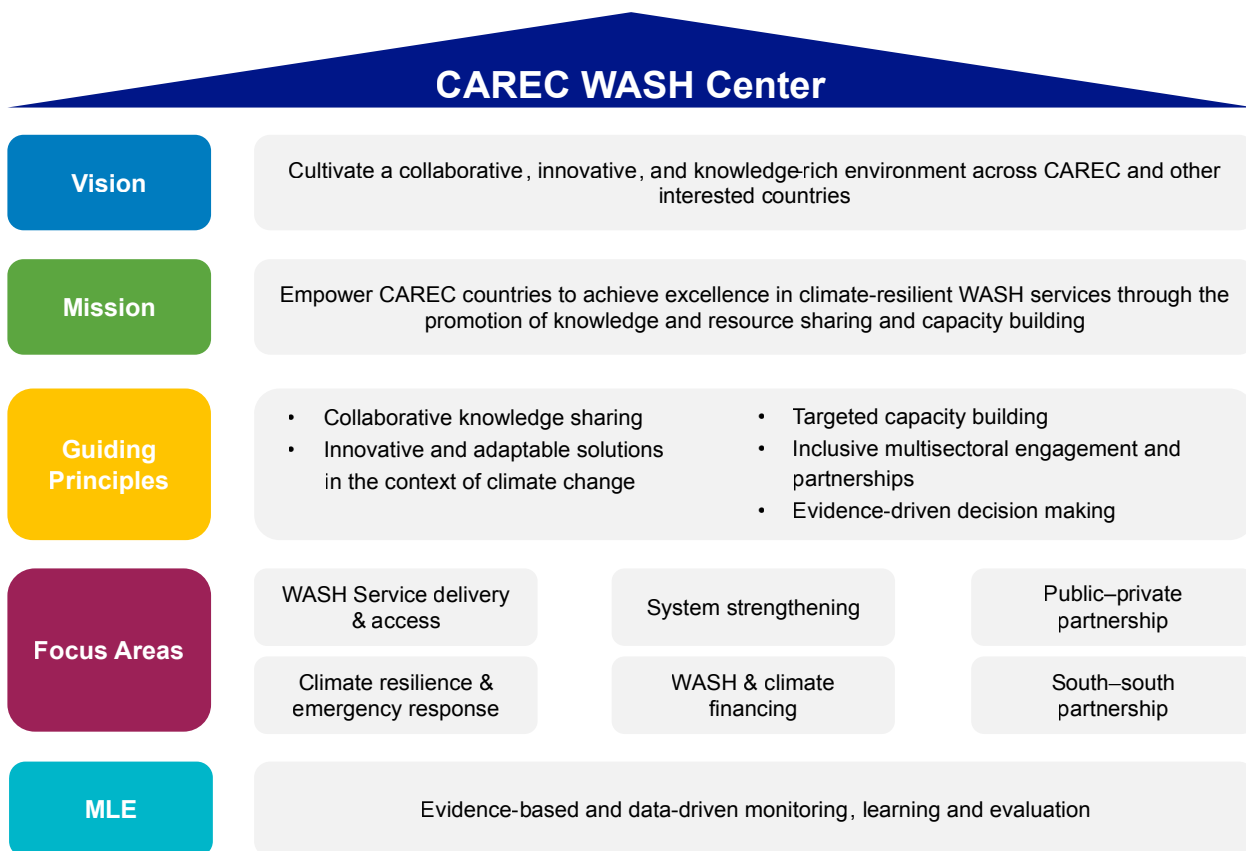 CAREC WASH Center
Vision
Cultivate a collaborative, innovative, and knowledge-rich environment across CAREC and other
interested countries
Mission
Empower CAREC countries to achieve excellence in climate-resilient WASH services through the
promotion of knowledge and resource sharing and capacity building
Guiding
Principles
• Collaborative knowledge sharing
• Innovative and adaptable solutions
in the context of climate change
• Targeted capacity building
• Inclusive multisectoral engagement and
partnerships
• Evidence-driven decision making
Focus Areas
WASH Service delivery
& access
System strengthening
Public–private
partnership
Climate resilience &
emergency response
WASH & climate
financing
South–south
partnership
MLE
Evidence-based and data-driven monitoring, learning and evaluation